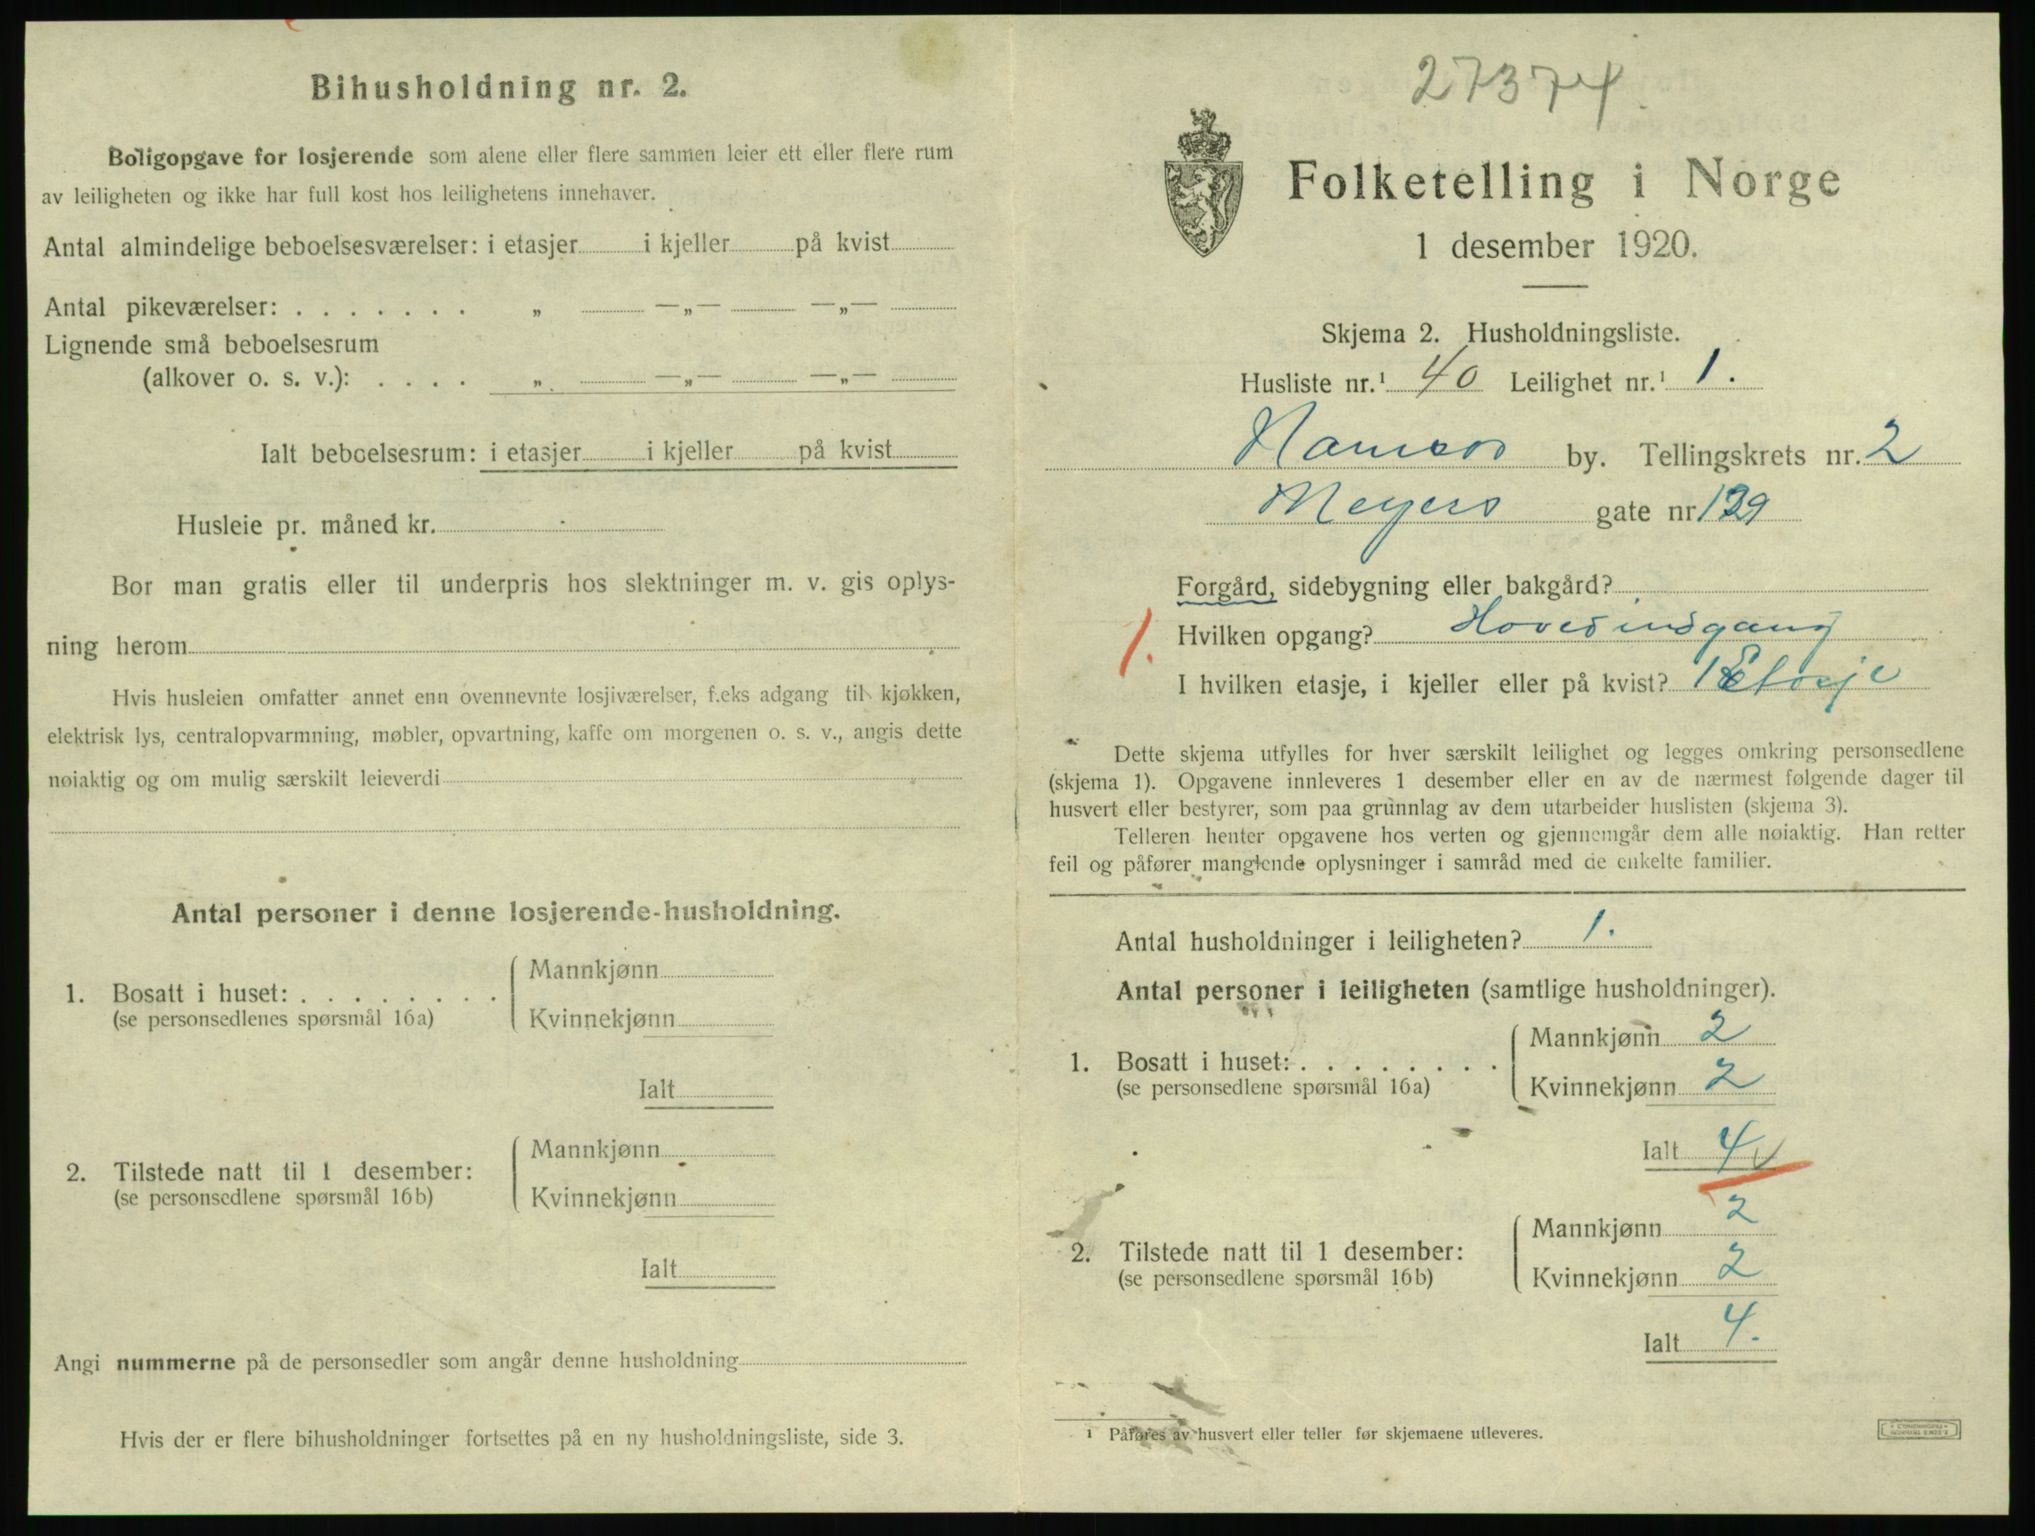 Bihusholdning nr. 2.
Boligopgave for losjerende som alene eller flere sammen leier ett eller flere rum
av leiligheten og ikke har full kost hos leilighetens innehaver.
Antal almindelige beboelsesværelser: i etasjer i kjeller på kvist
Antal pikeværelser: . . . . . . . „ —„— —„—
Lignende små beboelsesrum
(alkover o. s. v.): . . . . „ —„— —„—
Ialt beboelsesrum: i etasjer i kjeller på kvist
Husleie pr. måned kr.
Bor man gratis eller til underpris hos slektninger m. v. gis oplys-
ning herom
Hvis husleien omfatter annet enn ovennevnte losjiværelser, f.eks adgang til kjøkken,
elektrisk lys, centralopvarmning, møbler, opvartning, kaffe om morgenen o. s. v., angis dette
nøiaktig og om mulig særskilt leieverdi
Antal personer i denne losjerende-husholdning.
1. Bosatt i huset: . . . . . . . .
(se personsedlenes spørsmål 16a)
Mannkjønn
Kvinnekjønn
Ialt
2. Tilstede natt til 1 desember:
(se personsedlene spørsmål 16b)
Mannkjønn
Kvinnekjønn
Ialt
Angi nummerne på de personsedler som angår denne husholdning
Hvis der er flere bihusholdninger fortsettes på en ny husholdningsliste, side 3.
27374
Folketelling i Norge
1 desember 1920.
Skjema 2. Husholdningsliste.
Husliste nr.¹ 40 Leilighet nr.¹ 1.
Namsos by. Tellingskrets nr. 2
Meyers gate nr
Forgård, sidebygning eller bakgård?
1. Hvilken opgang? Hovedindgang
I hvilken etasje, i kjeller eller på kvist? 1 Etasje
Dette skjema utfylles for hver særskilt leilighet og legges omkring personsedlene
(skjema 1). Opgavene innleveres 1 desember eller en av de nærmest følgende dager til
husvert eller bestyrer, som paa grunnlag av dem utarbeider huslisten (skjema 3).
Telleren henter opgavene hos verten og gjennemgår dem alle nøiaktig. Han retter
feil og påfører manglende oplysninger i samråd med de enkelte familier.
Antal husholdninger i leiligheten? 1.
Antal personer i leiligheten (samtlige husholdninger).
1. Bosatt i huset: . . . . . . . .
(se personsedlene spørsmål 16a)
Mannkjønn 2
Kvinnekjønn 2
Ialt 4 v
2. Tilstede natt til 1 desember:
(se personsedlene spørsmål 16b)
Mannkjønn 2
Kvinnekjønn 2
Ialt 4.
¹ Påføres av husvert eller teller før skjemaene utleveres.